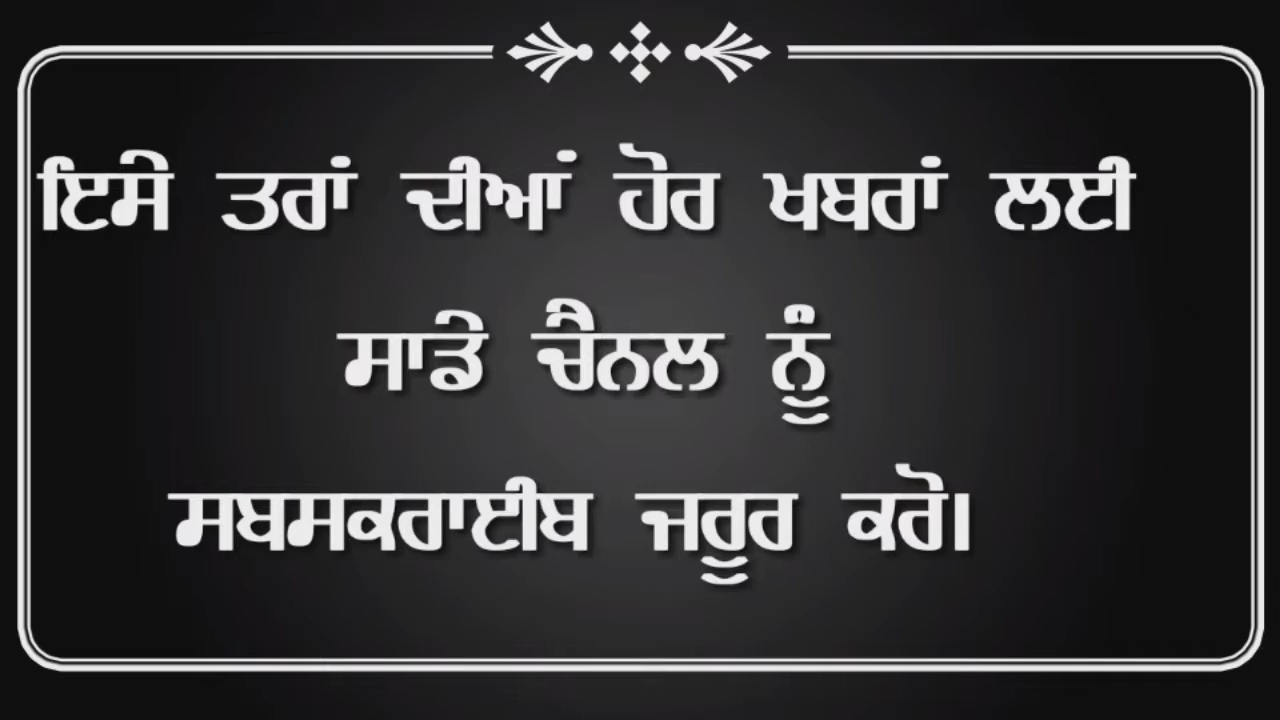 ਇਸੇ ਤਰਾਂ ਦੀਆਂ ਹੋਰ ਖਬਰਾਂ ਲਈ
ਸਾਡੇ ਚੈਨਲ ਨੂੰ
ਸਬਸਕਰਾਈਬ ਜਰੂਰ ਕਰੋ।